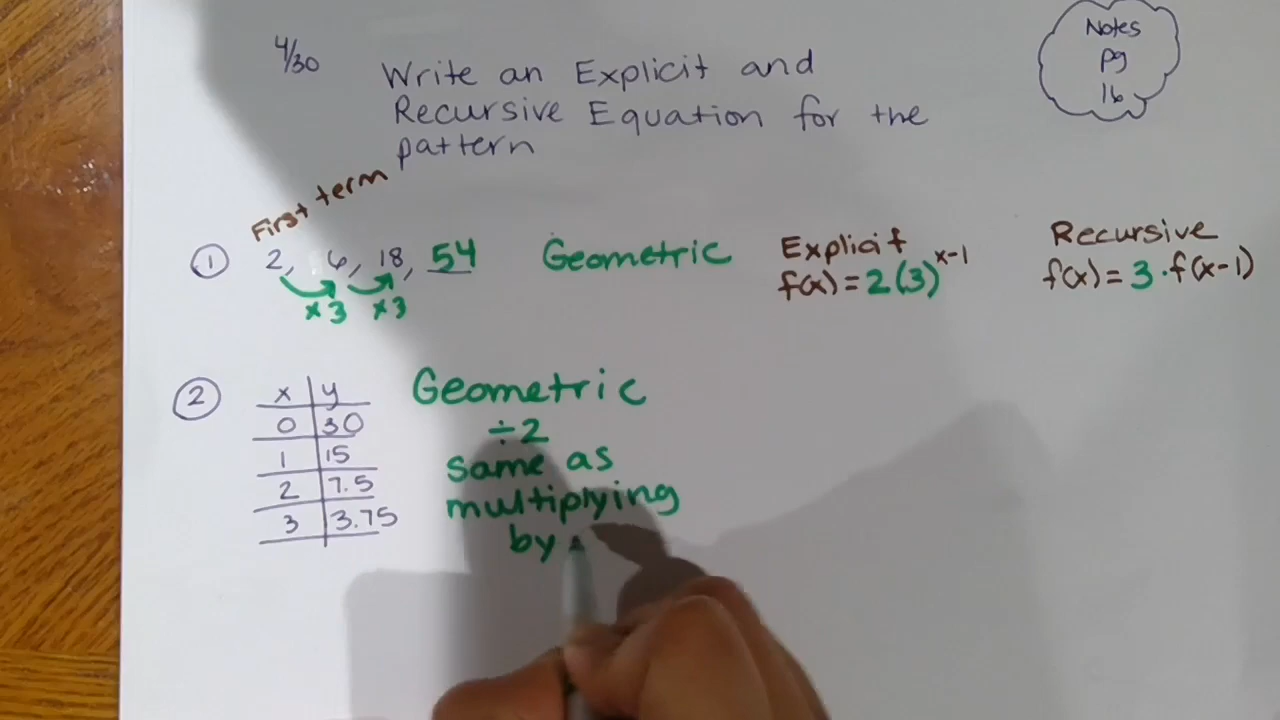 4/30
Write an Explicit and
Recursive Equation for the
pattern
Notes
pg
16
First term
① 2, 6, 18, 54 Geometric
×3 ×3
Explicit
f(x) = 2(3)^x-1
Recursive
f(x) = 3·f(x-1)
②
x y
0 30
1 15
2 7.5
3 3.75
Geometric
÷2
same as
multiplying
by